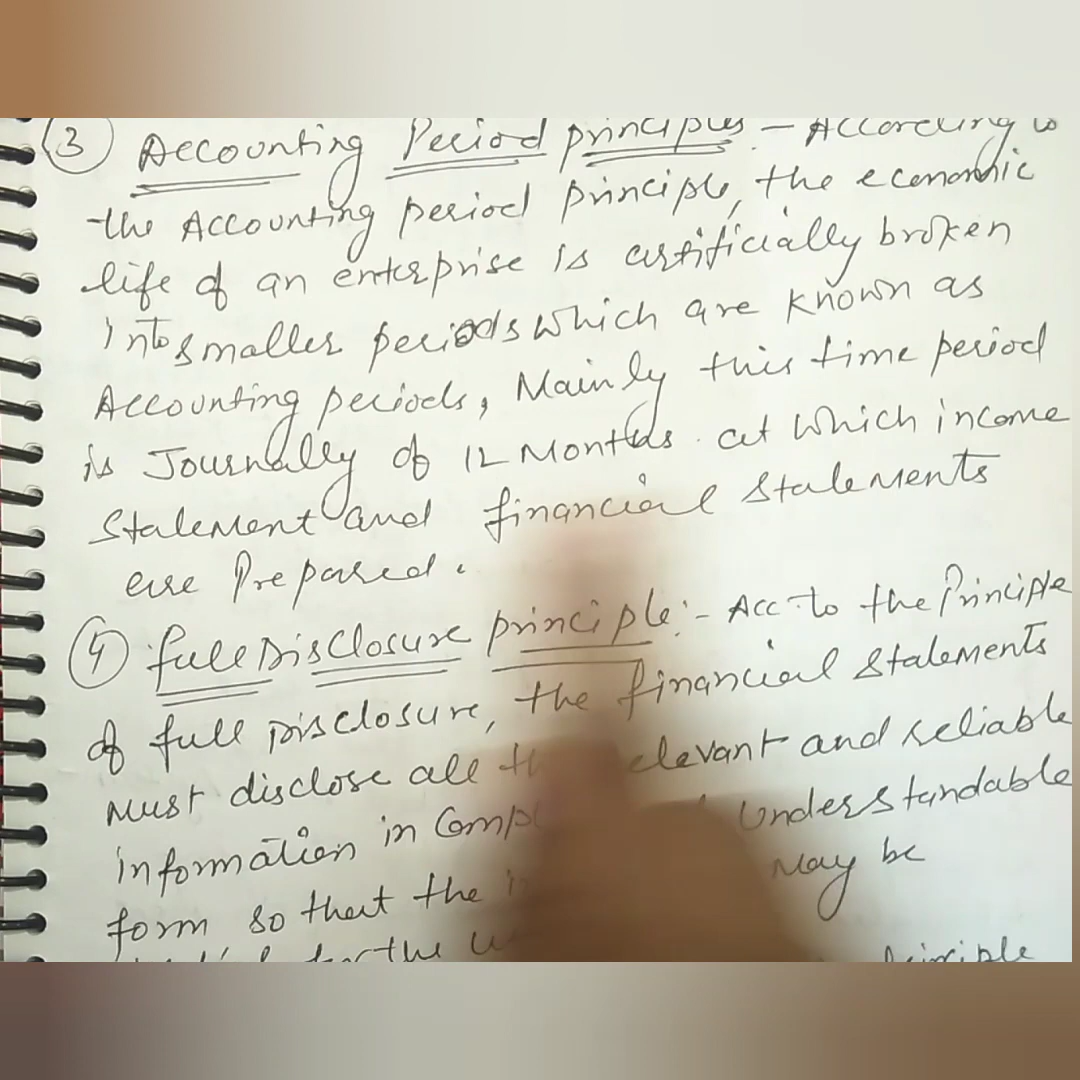 3 Accounting Period principles - According to
the Accounting period principle, the economic
life of an enterprise is artificially broken
into smaller periods which are known as
Accounting periods, Mainly this time period
is Journally of 12 Months at which income
Statement and financial Statements
are Prepared.
4 full Disclosure principle:- Acc to the Principle
of full Disclosure, the financial Statements
Must disclose all and reliable
information in Understandable
form so that the May be
for the